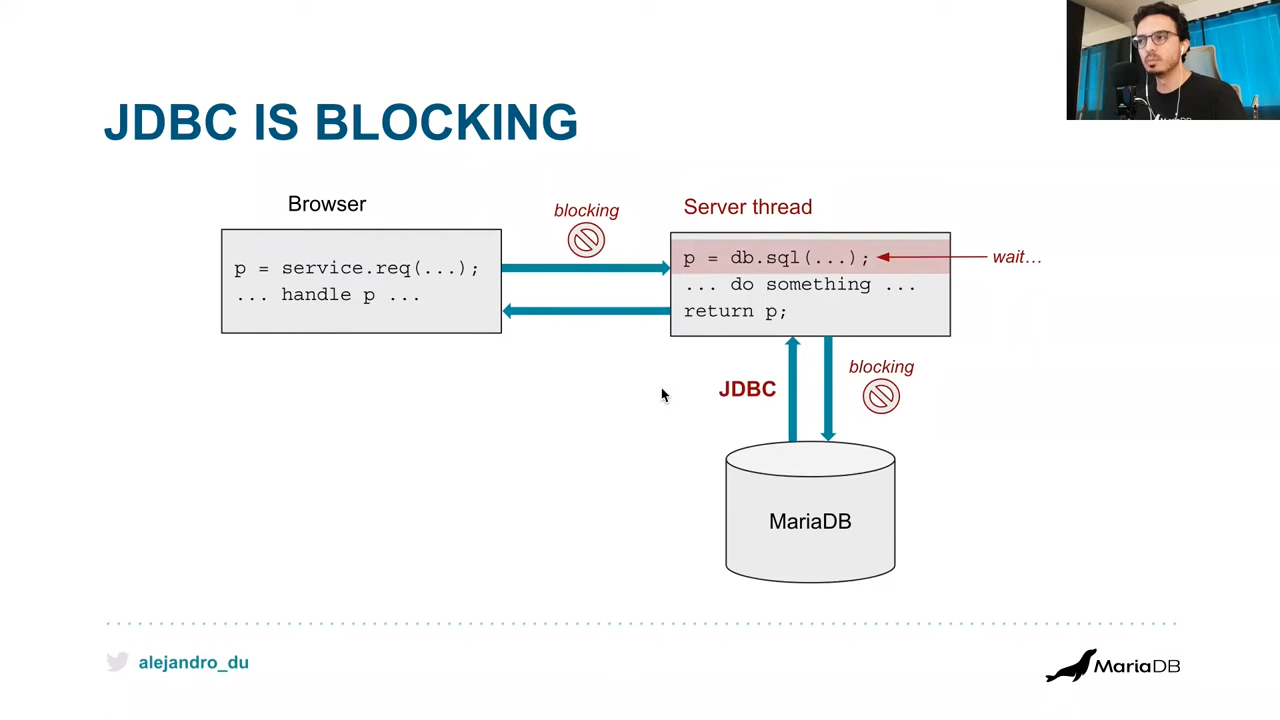 JDBC IS BLOCKING
Browser
blocking
Server thread
p = service.req(...);
... handle p ...
p = db.sql(...);
... do something ...
return p;
wait…
JDBC
blocking
MariaDB
alejandro_du
MariaDB
MariaDB